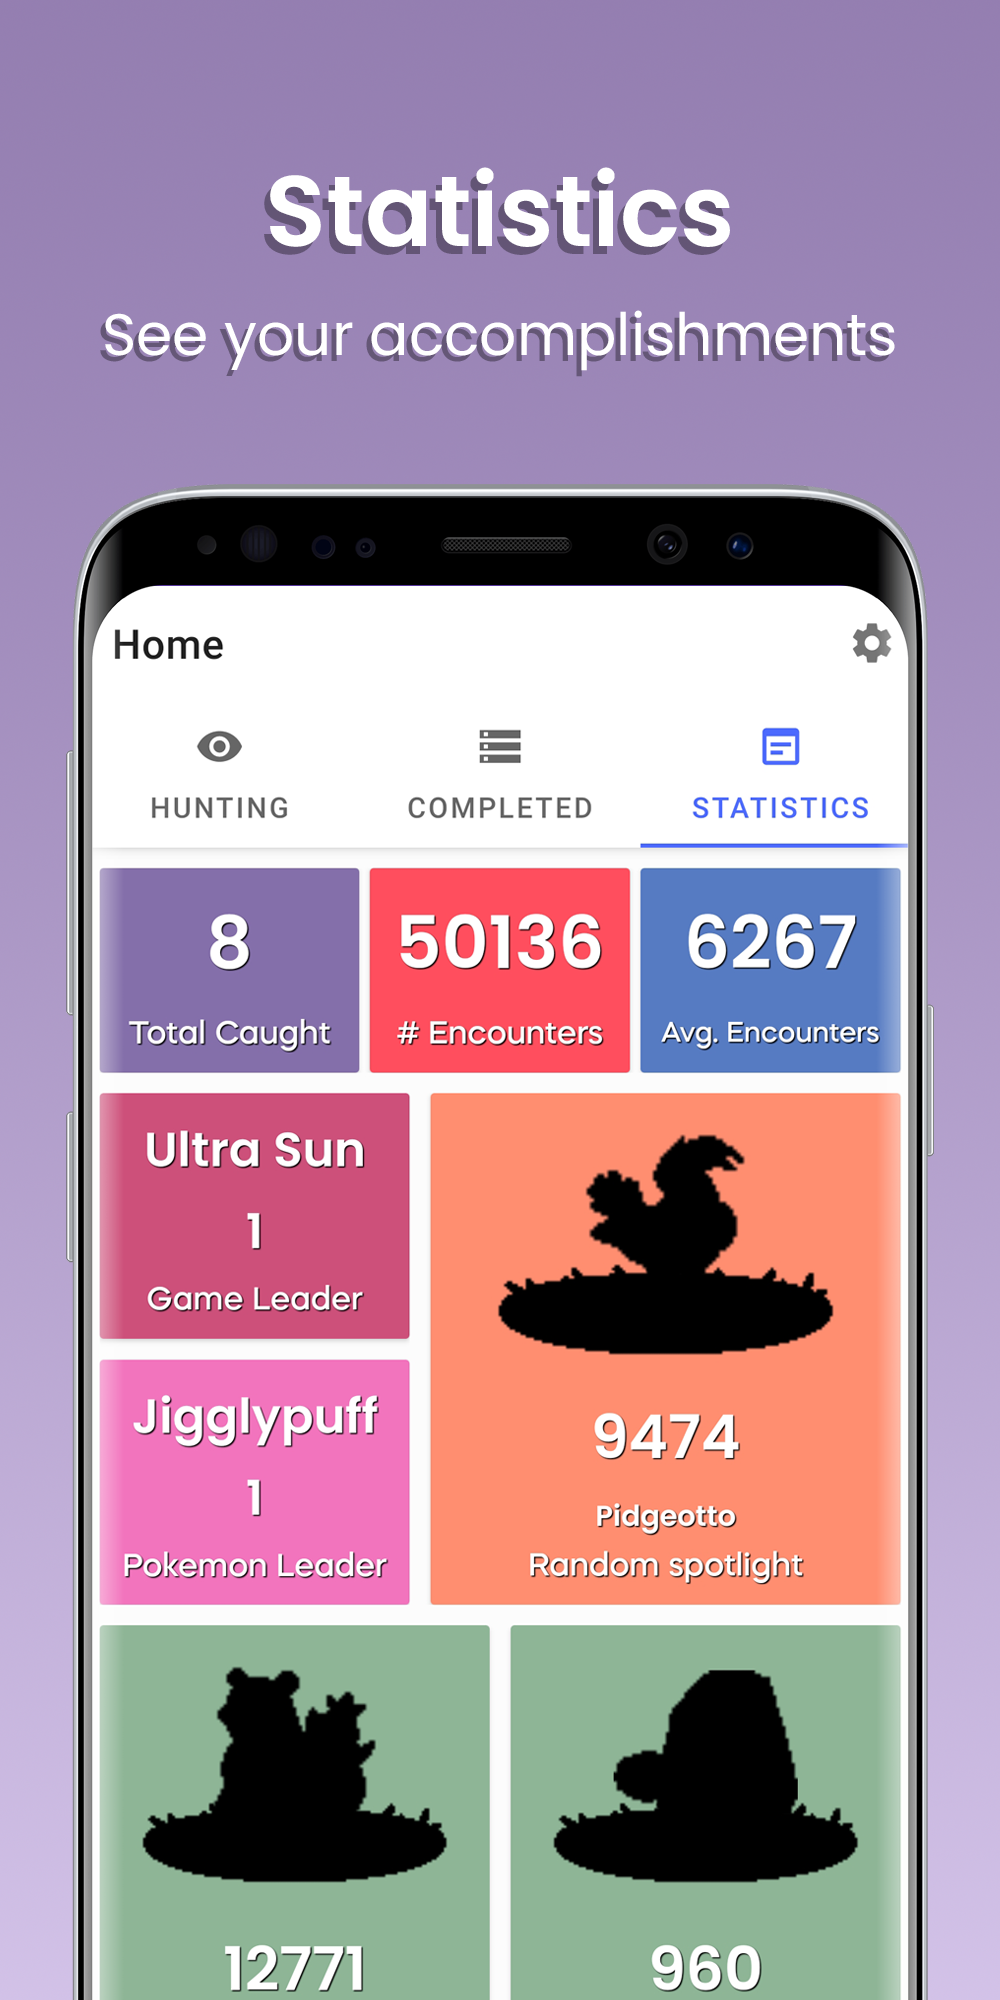 Statistics
See your accomplishments
Home
HUNTING
COMPLETED
STATISTICS
8
Total Caught
50136
# Encounters
6267
Avg. Encounters
Ultra Sun
1
Game Leader
Jigglypuff
1
Pokemon Leader
9474
Pidgeotto
Random spotlight
12771
960